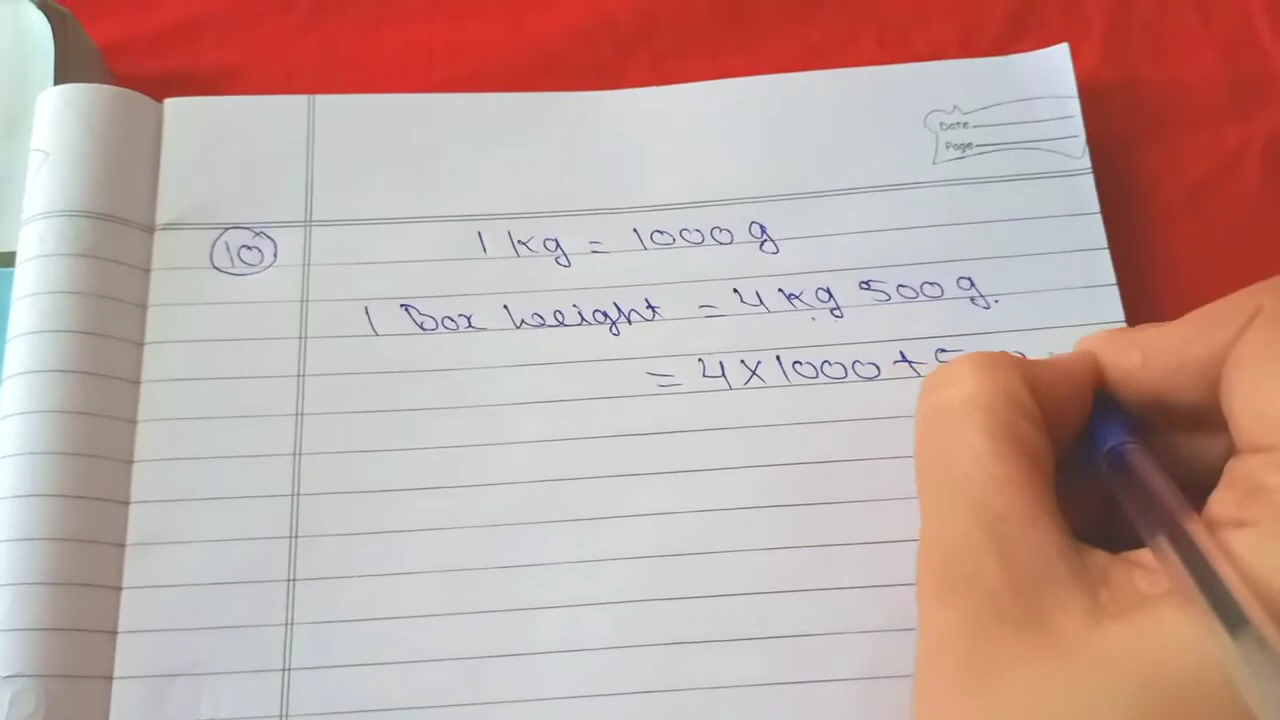 Date
Page
10
1 kg = 1000 g
1 Box weight = 4 kg 500 g.
= 4 × 1000 +